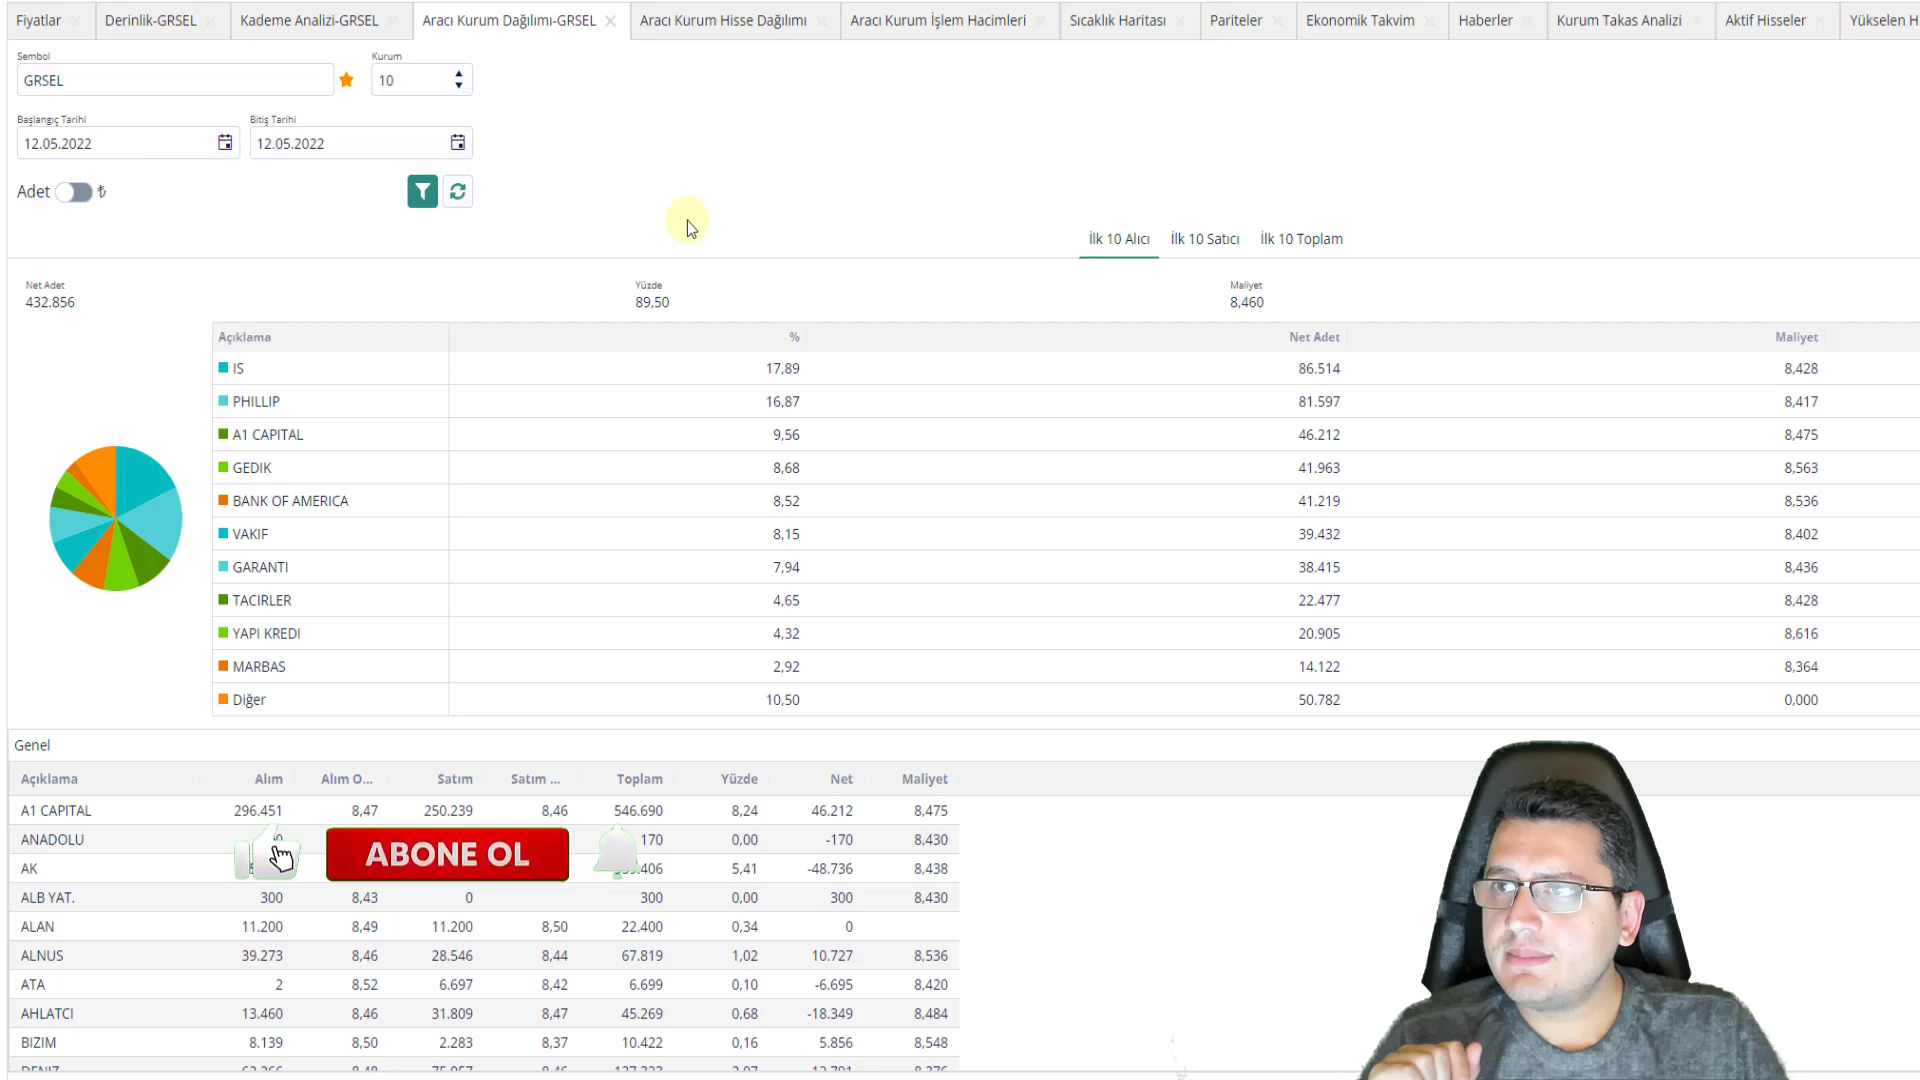 Fiyatlar Derinlik-GRSEL Kademe Analizi-GRSEL Aracı Kurum Dağılımı-GRSEL Aracı Kurum Hisse Dağılımı Aracı Kurum İşlem Hacimleri Sıcaklık Haritası Pariteler Ekonomik Takvim Haberler Kurum Takas Analizi Aktif Hisseler Yükselen H
Sembol Kurum
GRSEL 10
Başlangıç Tarihi Bitiş Tarihi
12.05.2022 12.05.2022
Adet ₺
İlk 10 Alıcı İlk 10 Satıcı İlk 10 Toplam
Net Adet Yüzde Maliyet
432.856 89,50 8,460
Açıklama % Net Adet Maliyet
IS 17,89 86.514 8,428
PHILLIP 16,87 81.597 8,417
A1 CAPITAL 9,56 46.212 8,475
GEDIK 8,68 41.963 8,563
BANK OF AMERICA 8,52 41.219 8,536
VAKIF 8,15 39.432 8,402
GARANTI 7,94 38.415 8,436
TACIRLER 4,65 22.477 8,428
YAPI KREDI 4,32 20.905 8,616
MARBAS 2,92 14.122 8,364
Diğer 10,50 50.782 0,000
Genel
Açıklama Alım Alım O... Satım Satım ... Toplam Yüzde Net Maliyet
A1 CAPITAL 296.451 8,47 250.239 8,46 546.690 8,24 46.212 8,475
ANADOLU 170 0,00 -170 8,430
ABONE OL
AK 5,41 -48.736 8,438
ALB YAT. 300 8,43 0 300 0,00 300 8,430
ALAN 11.200 8,49 11.200 8,50 22.400 0,34 0
ALNUS 39.273 8,46 28.546 8,44 67.819 1,02 10.727 8,536
ATA 2 8,52 6.697 8,42 6.699 0,10 -6.695 8,420
AHLATCI 13.460 8,46 31.809 8,47 45.269 0,68 -18.349 8,484
BIZIM 8.139 8,50 2.283 8,37 10.422 0,16 5.856 8,548
DENIZ